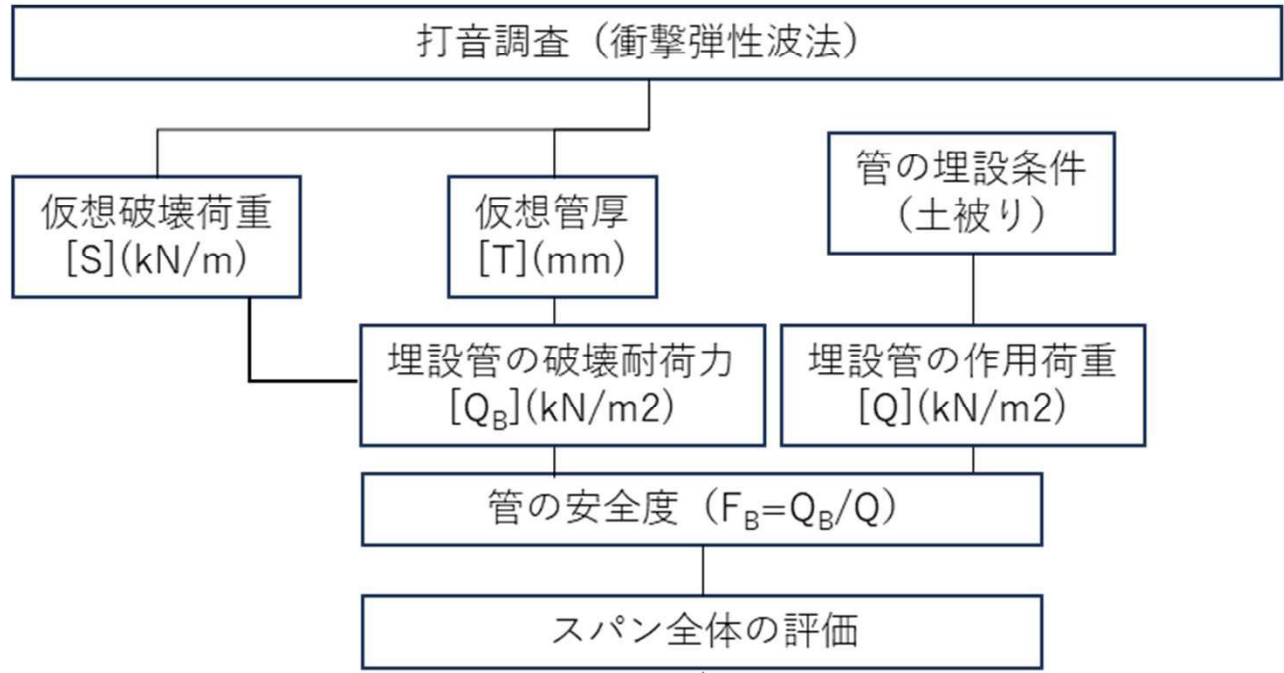 打音調査（衝撃弾性波法）
仮想破壊荷重
[S](kN/m)
仮想管厚
[T](mm)
管の埋設条件
（土被り）
埋設管の破壊耐荷力
[QB](kN/m2)
埋設管の作用荷重
[Q](kN/m2)
管の安全度（FB=QB/Q）
スパン全体の評価